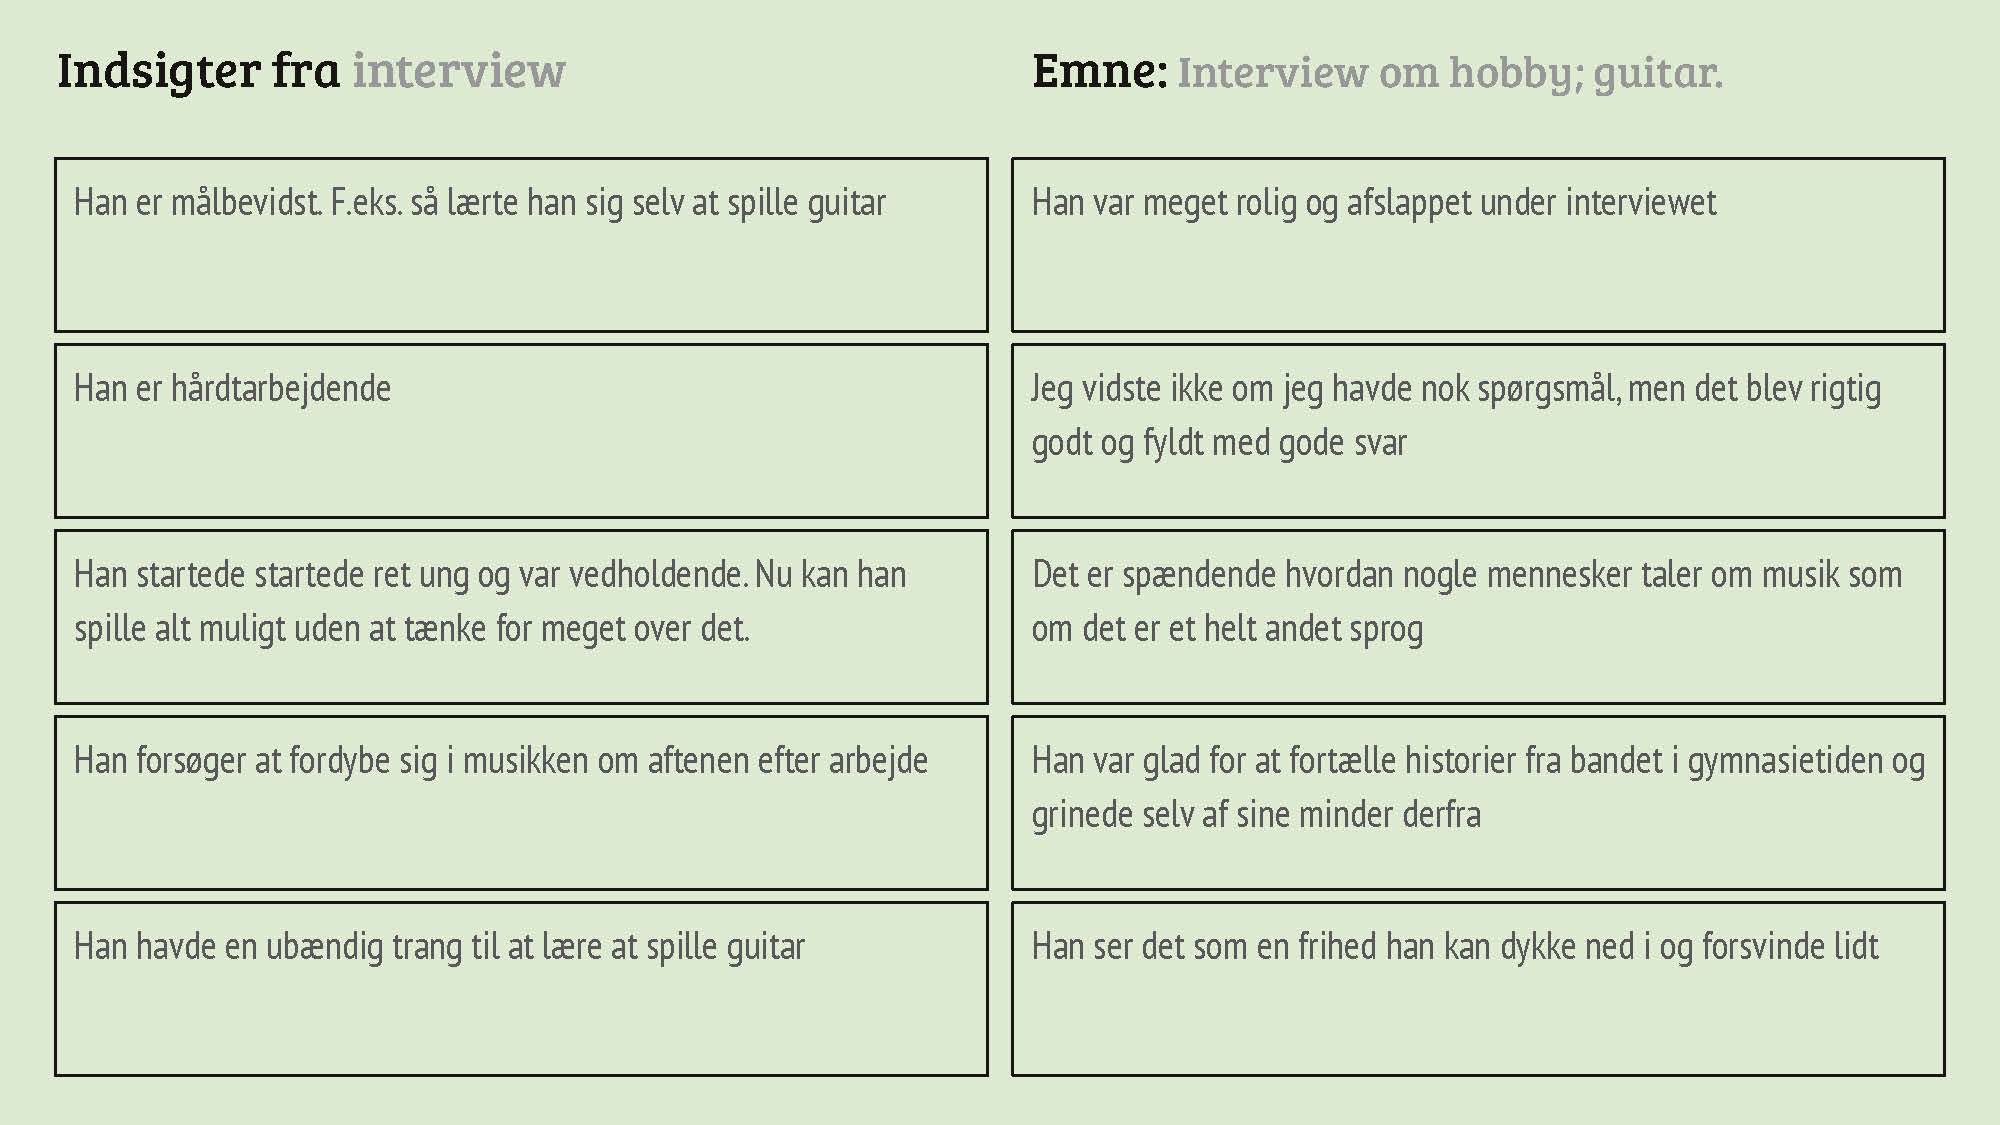 Indsigter fra interview
Emne: Interview om hobby; guitar.
Han er målbevidst. F.eks. så lærte han sig selv at spille guitar
Han er hårdtarbejdende
Han startede startede ret ung og var vedholdende. Nu kan han
spille alt muligt uden at tænke for meget over det.
Han forsøger at fordybe sig i musikken om aftenen efter arbejde
Han havde en ubændig trang til at lære at spille guitar
Han var meget rolig og afslappet under interviewet
Jeg vidste ikke om jeg havde nok spørgsmål, men det blev rigtig
godt og fyldt med gode svar
Det er spændende hvordan nogle mennesker taler om musik som
om det er et helt andet sprog
Han var glad for at fortælle historier fra bandet i gymnasietiden og
grinede selv af sine minder derfra
Han ser det som en frihed han kan dykke ned i og forsvinde lidt